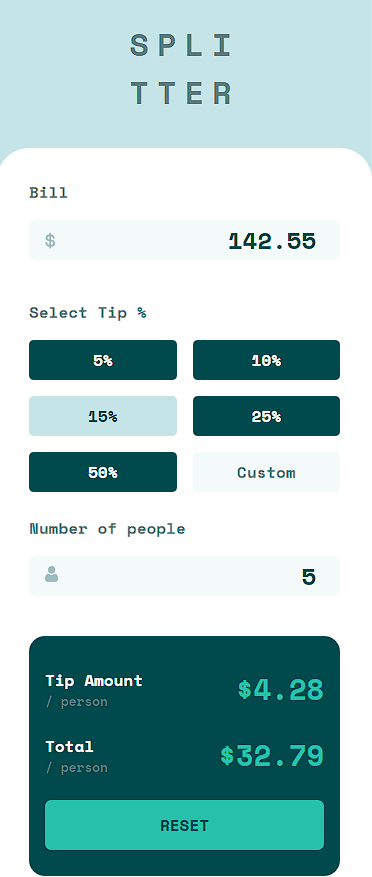 SPLI
TTER
Bill
$ 142.55
Select Tip %
5% 10%
15% 25%
50% Custom
Number of people
5
Tip Amount
/ person
$4.28
Total
/ person
$32.79
RESET